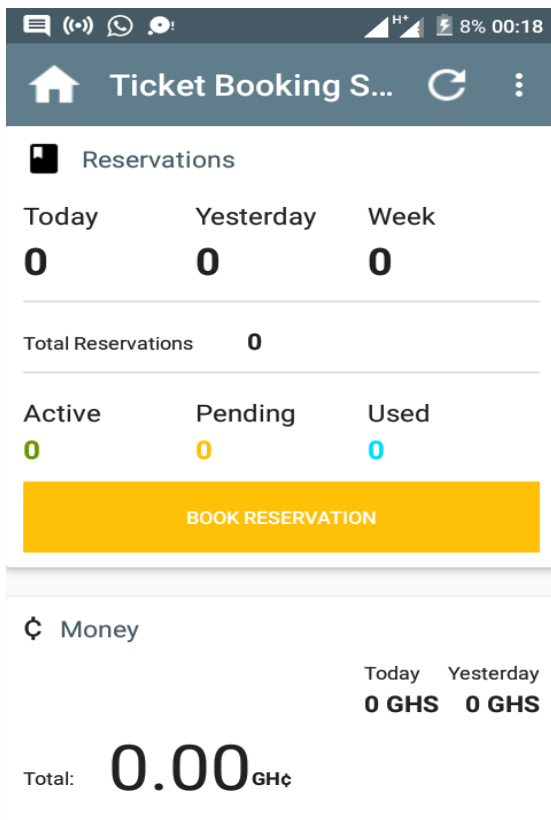 H+ 8% 00:18
Ticket Booking S...
Reservations
Today Yesterday Week
0 0 0
Total Reservations 0
Active Pending Used
0 0 0
BOOK RESERVATION
₵ Money
Today Yesterday
0 GHS 0 GHS
Total: 0.00GH¢